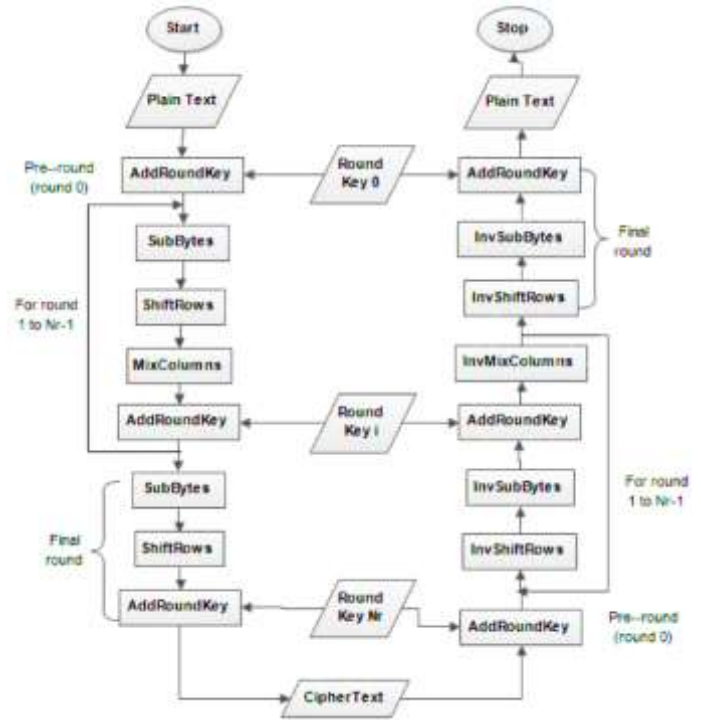 Start
Plain Text
Pre--round
(round 0)
AddRoundKey
SubBytes
For round
1 to Nr-1
ShiftRows
MixColumns
AddRoundKey
SubBytes
Final
round
ShiftRows
AddRoundKey
Round
Key 0
Round
Key i
Round
Key Nr
CipherText
Stop
Plain Text
AddRoundKey
InvSubBytes
Final
round
InvShiftRows
InvMixColumns
AddRoundKey
InvSubBytes
For round
1 to Nr-1
InvShiftRows
AddRoundKey
Pre--round
(round 0)